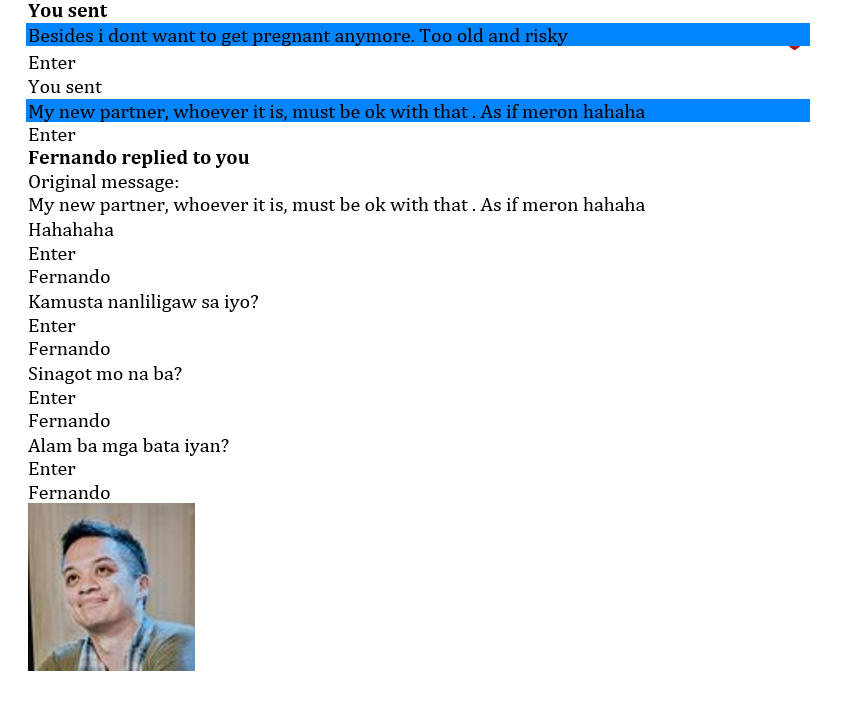 You sent
Besides i dont want to get pregnant anymore. Too old and risky
Enter
You sent
My new partner, whoever it is, must be ok with that . As if meron hahaha
Enter
Fernando replied to you
Original message:
My new partner, whoever it is, must be ok with that . As if meron hahaha
Hahahaha
Enter
Fernando
Kamusta nanliligaw sa iyo?
Enter
Fernando
Sinagot mo na ba?
Enter
Fernando
Alam ba mga bata iyan?
Enter
Fernando